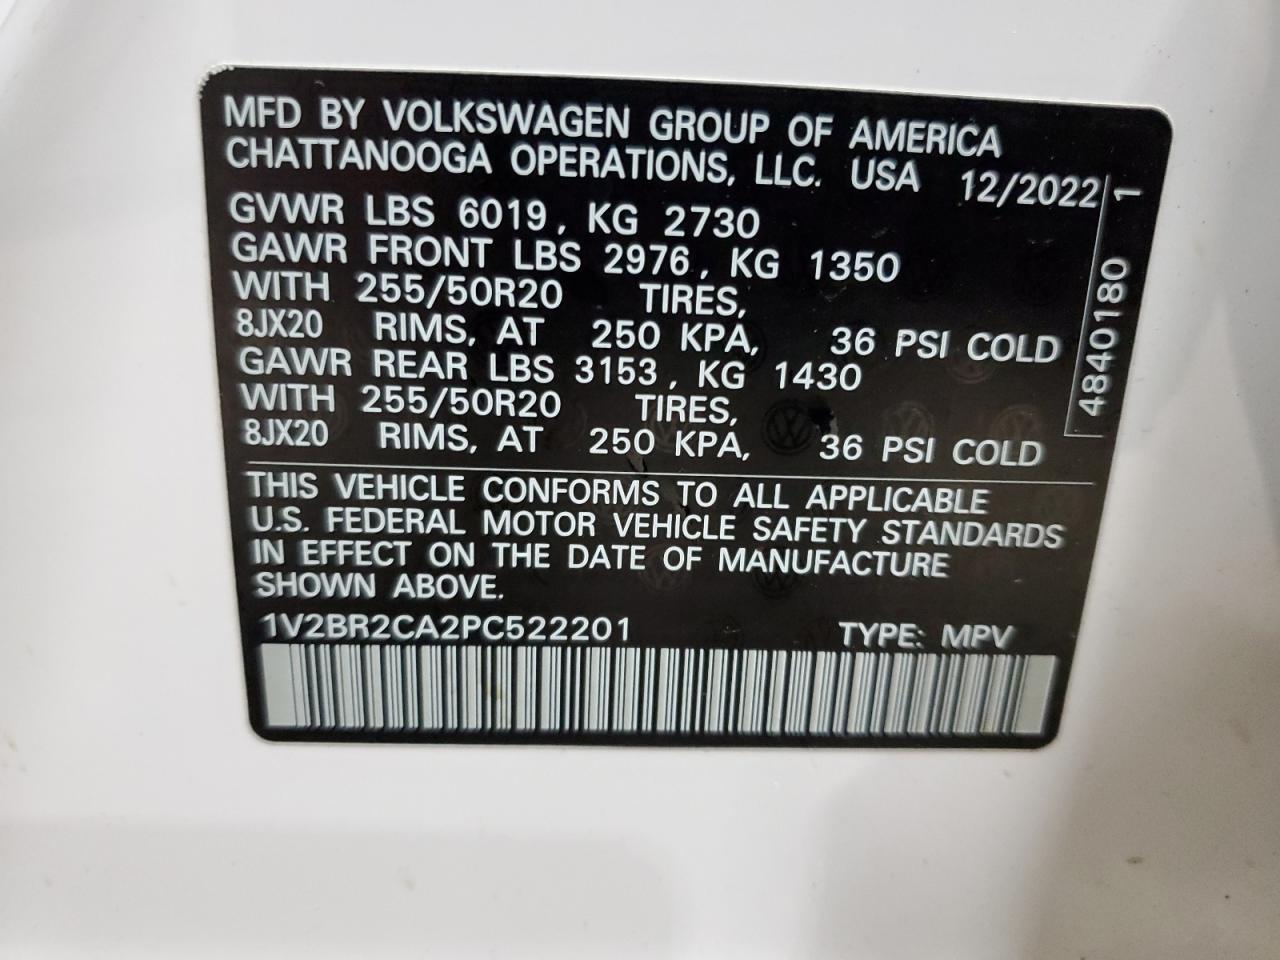 MFD BY VOLKSWAGEN GROUP OF AMERICA
CHATTANOOGA OPERATIONS, LLC. USA 12/2022
GVWR LBS 6019, KG 2730
GAWR FRONT LBS 2976, KG 1350
WITH 255/50R20 TIRES,
8JX20 RIMS, AT 250 KPA, 36 PSI COLD
GAWR REAR LBS 3153, KG 1430
WITH 255/50R20 TIRES,
8JX20 RIMS, AT 250 KPA, 36 PSI COLD
4840180 1
THIS VEHICLE CONFORMS TO ALL APPLICABLE
U.S. FEDERAL MOTOR VEHICLE SAFETY STANDARDS
IN EFFECT ON THE DATE OF MANUFACTURE
SHOWN ABOVE.
1V2BR2CA2PC522201 TYPE: MPV